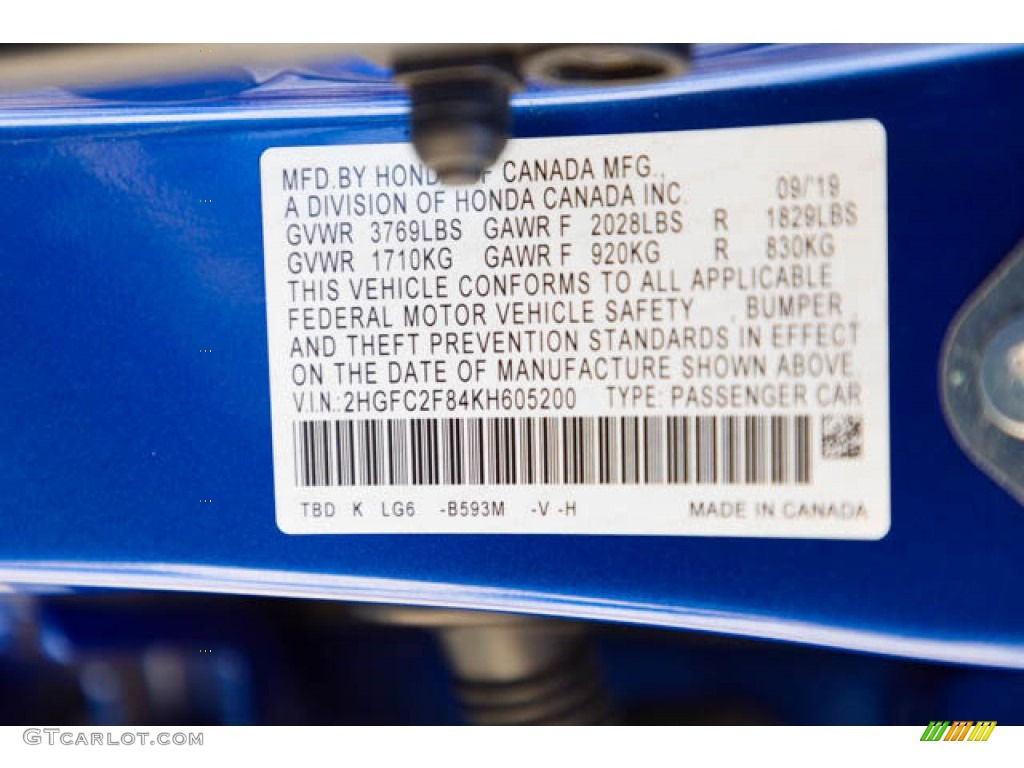 MFD.BY HONDA OF CANADA MFG.,
A DIVISION OF HONDA CANADA INC. 09/'19
GVWR 3769LBS GAWR F 2028LBS R 1829LBS
GVWR 1710KG GAWR F 920KG R 830KG
THIS VEHICLE CONFORMS TO ALL APPLICABLE
FEDERAL MOTOR VEHICLE SAFETY , BUMPER ,
AND THEFT PREVENTION STANDARDS IN EFFECT
ON THE DATE OF MANUFACTURE SHOWN ABOVE.
V.I.N.:2HGFC2F84KH605200 TYPE: PASSENGER CAR
TBD K LG6 -B593M -V -H MADE IN CANADA
GTcarlot.com